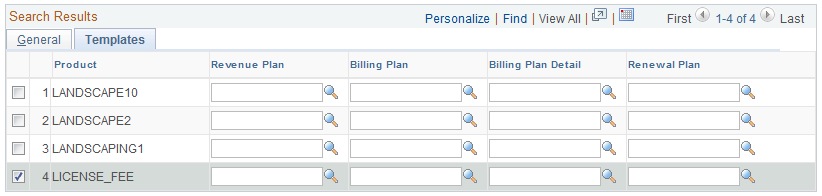 Search Results Personalize | Find | View All | | First 1-4 of 4 Last
General Templates
Product Revenue Plan Billing Plan Billing Plan Detail Renewal Plan
1 LANDSCAPE10
2 LANDSCAPE2
3 LANDSCAPING1
4 LICENSE_FEE